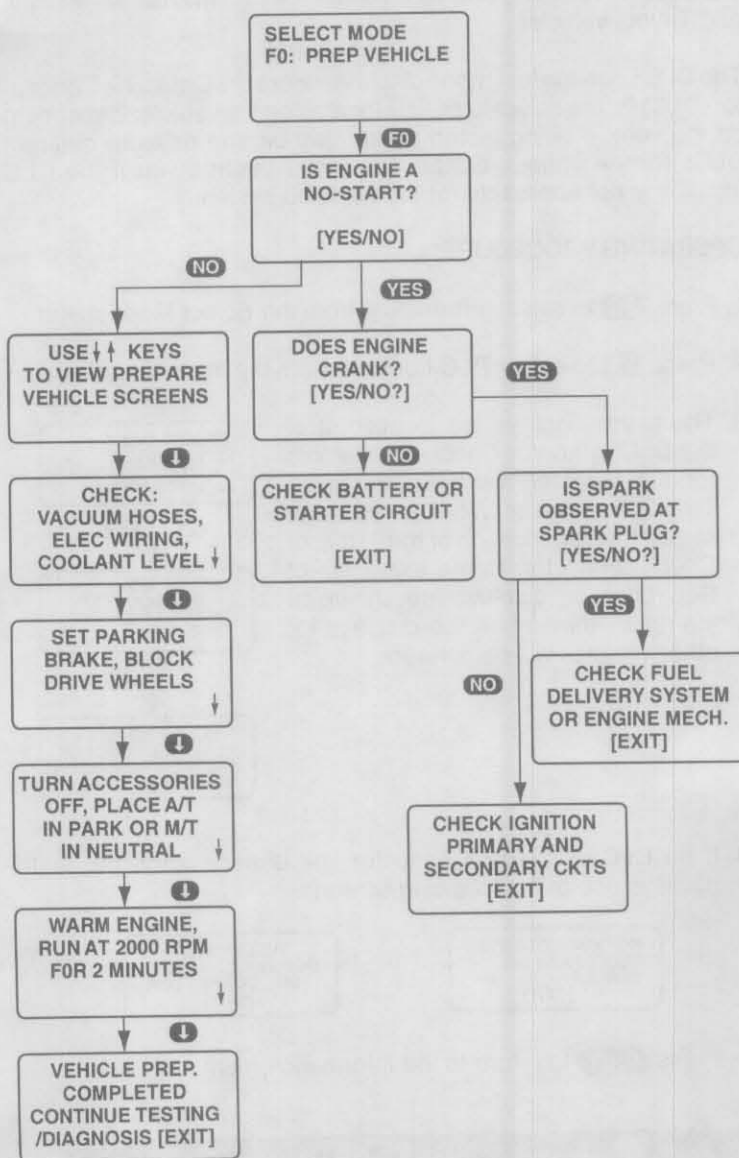 SELECT MODE
F0: PREP VEHICLE
F0
IS ENGINE A
NO-START?
[YES/NO]
NO
YES
USE ↓↑ KEYS
TO VIEW PREPARE
VEHICLE SCREENS
DOES ENGINE
CRANK?
[YES/NO?]
YES
↓
NO
CHECK:
VACUUM HOSES,
ELEC WIRING,
COOLANT LEVEL ↓
CHECK BATTERY OR
STARTER CIRCUIT
[EXIT]
IS SPARK
OBSERVED AT
SPARK PLUG?
[YES/NO?]
↓
YES
SET PARKING
BRAKE, BLOCK
DRIVE WHEELS
↓
NO
CHECK FUEL
DELIVERY SYSTEM
OR ENGINE MECH.
[EXIT]
↓
TURN ACCESSORIES
OFF, PLACE A/T
IN PARK OR M/T
IN NEUTRAL ↓
CHECK IGNITION
PRIMARY AND
SECONDARY CKTS
[EXIT]
↓
WARM ENGINE,
RUN AT 2000 RPM
F0R 2 MINUTES
↓
↓
VEHICLE PREP.
COMPLETED
CONTINUE TESTING
/DIAGNOSIS [EXIT]